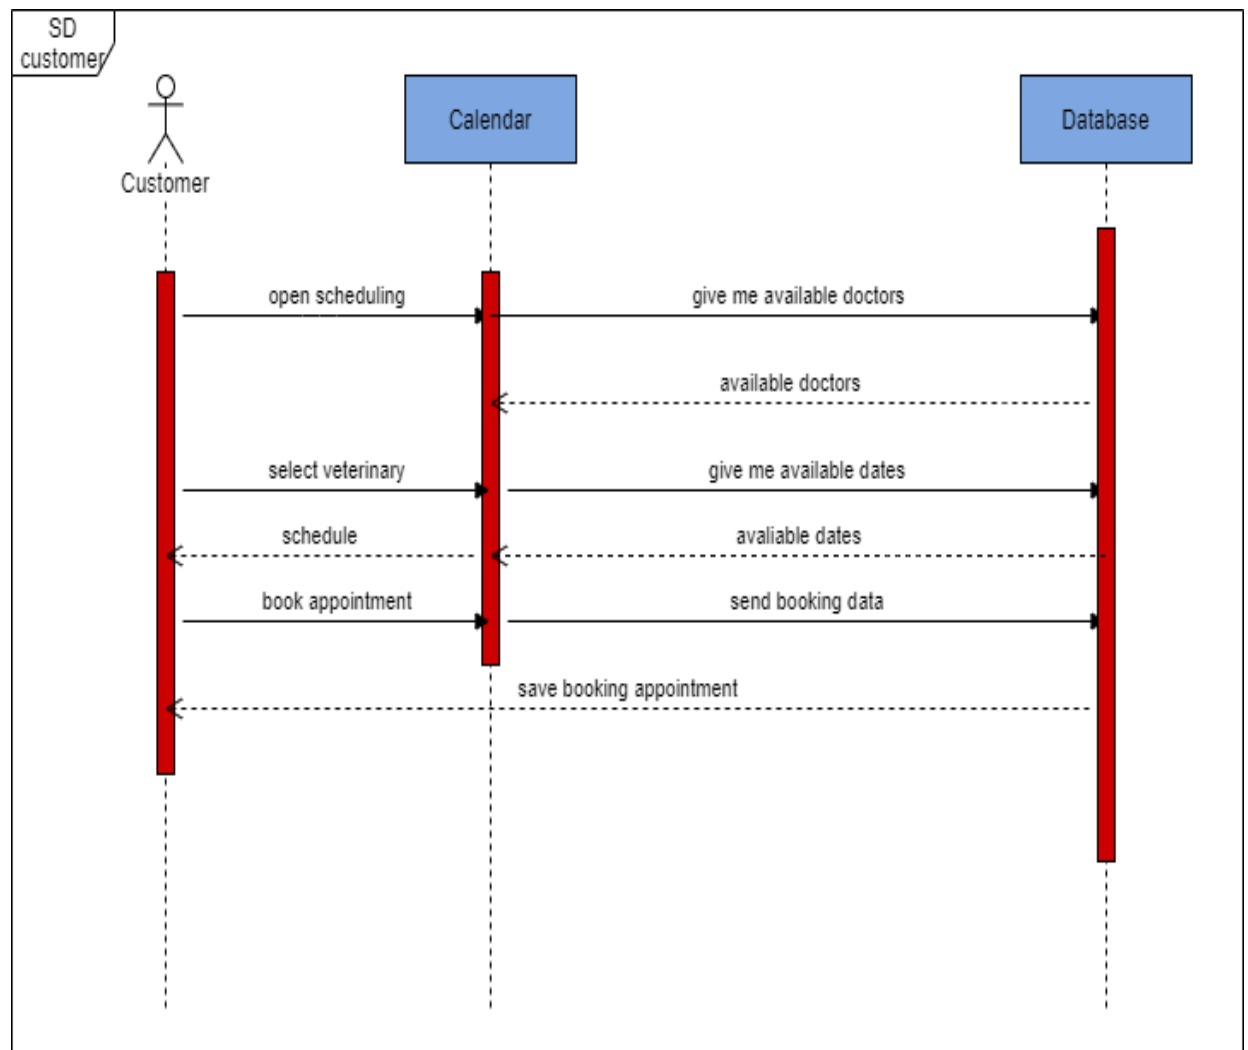 SD
customer
Calendar
Database
Customer
open scheduling
give me available doctors
available doctors
select veterinary
give me available dates
schedule
avaliable dates
book appointment
send booking data
save booking appointment